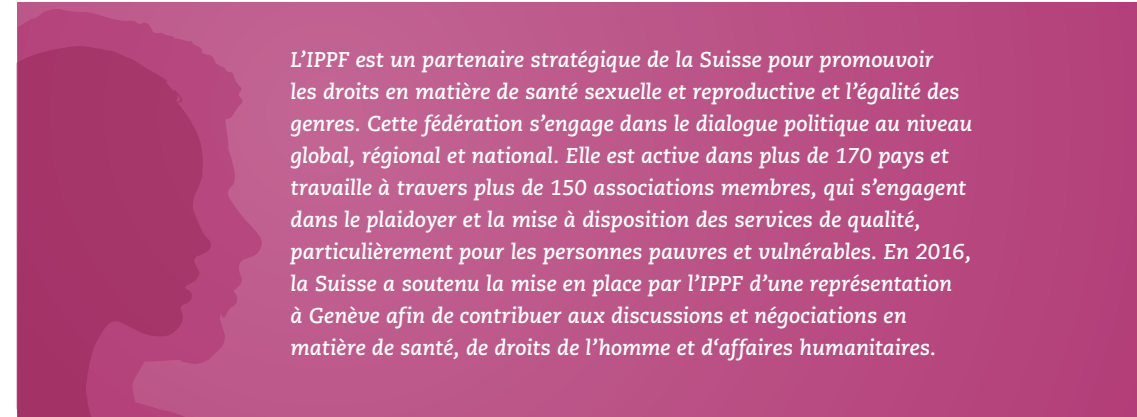 L’IPPF est un partenaire stratégique de la Suisse pour promouvoir
les droits en matière de santé sexuelle et reproductive et l’égalité des
genres. Cette fédération s’engage dans le dialogue politique au niveau
global, régional et national. Elle est active dans plus de 170 pays et
travaille à travers plus de 150 associations membres, qui s’engagent
dans le plaidoyer et la mise à disposition des services de qualité,
particulièrement pour les personnes pauvres et vulnérables. En 2016,
la Suisse a soutenu la mise en place par l’IPPF d’une représentation
à Genève afin de contribuer aux discussions et négociations en
matière de santé, de droits de l’homme et d‘affaires humanitaires.